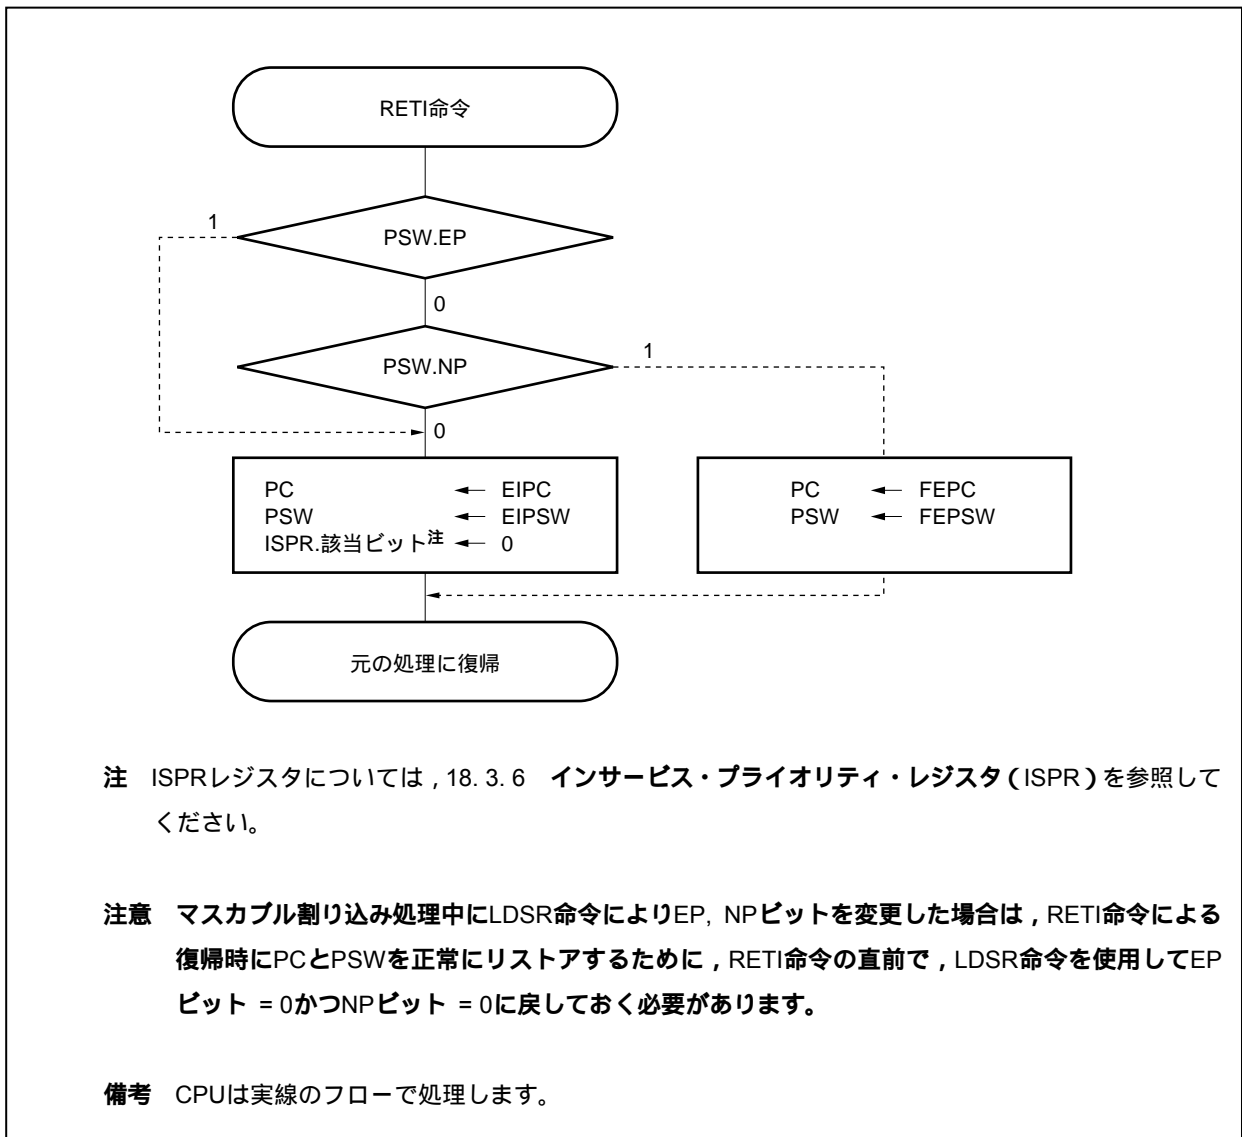 RETI命令
1
PSW.EP
0
PSW.NP
1
0
PC ← EIPC
PSW ← EIPSW
ISPR.該当ビット注 ← 0
PC ← FEPC
PSW ← FEPSW
元の処理に復帰
注 ISPRレジスタについては，18. 3. 6 インサービス・プライオリティ・レジスタ（ISPR）を参照して
ください。
注意 マスカブル割り込み処理中にLDSR命令によりEP, NPビットを変更した場合は，RETI命令による
復帰時にPCとPSWを正常にリストアするために，RETI命令の直前で，LDSR命令を使用してEP
ビット = 0かつNPビット = 0に戻しておく必要があります。
備考 CPUは実線のフローで処理します。